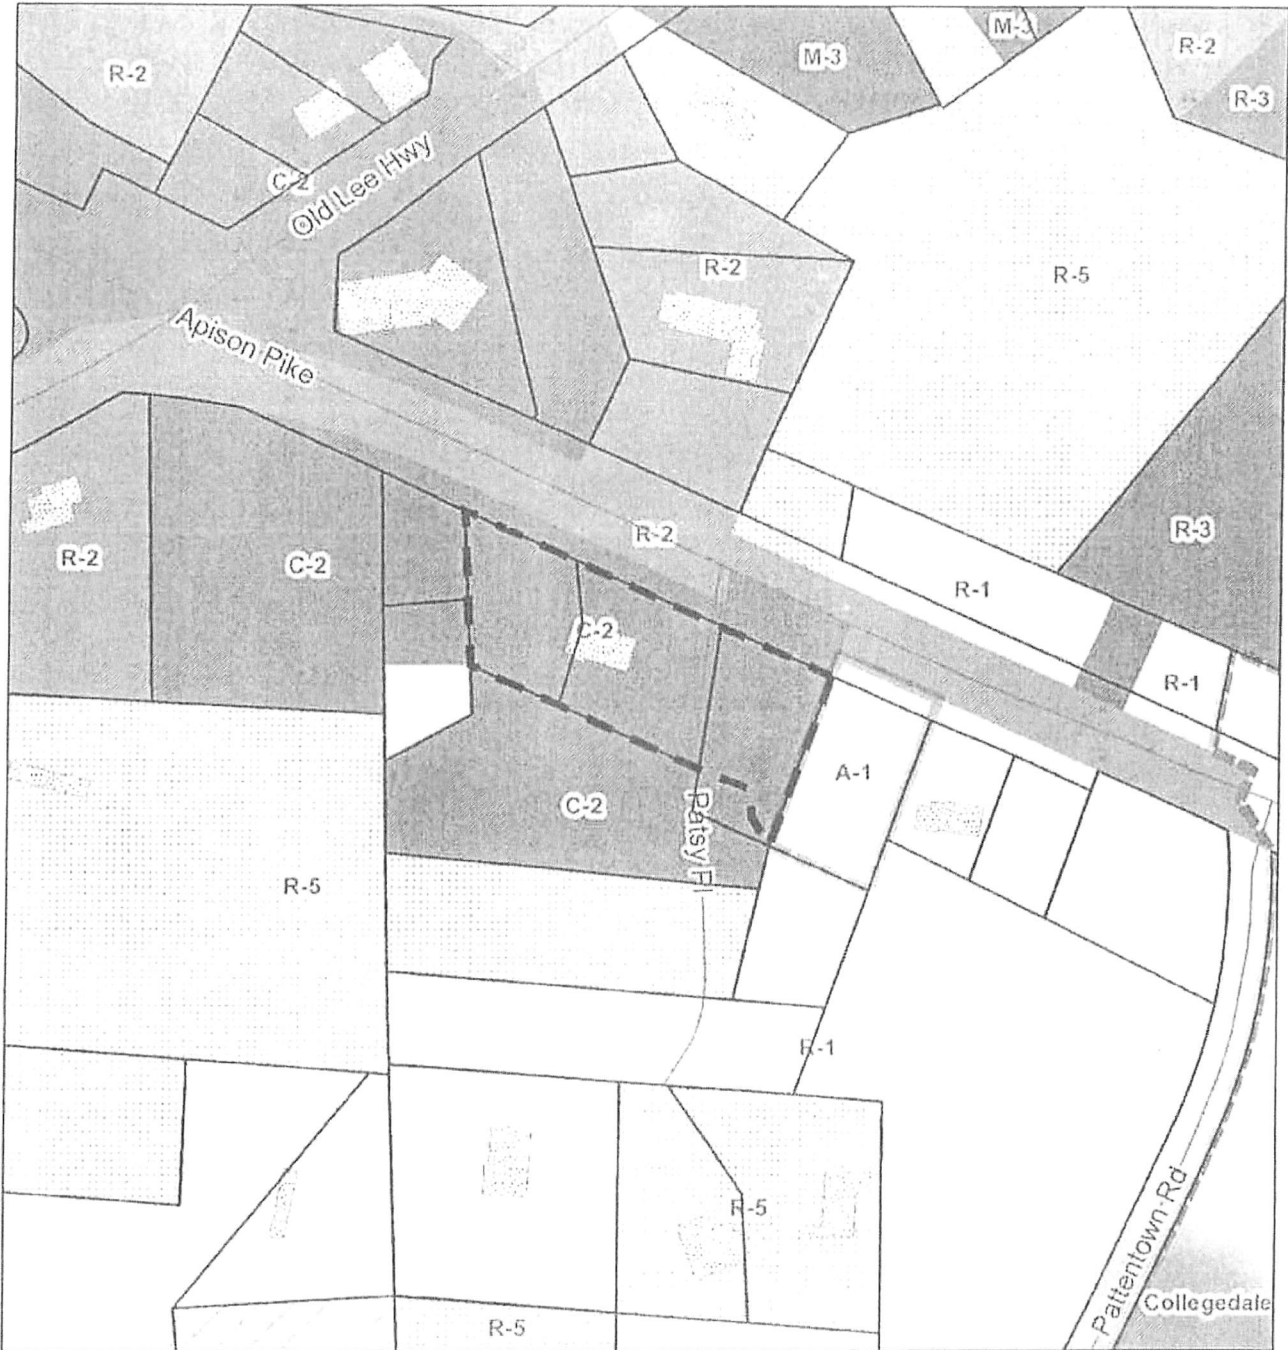 M-3
M-3
R-2
R-2
R-3
Old Lee Hwy
C-2
R-2
R-5
Apison Pike
R-2
R-3
R-2
C-2
R-1
C-2
R-1
A-1
C-2
Patsy Pl
R-5
R-1
R-5
Pattentown Rd
Collegedale
R-5